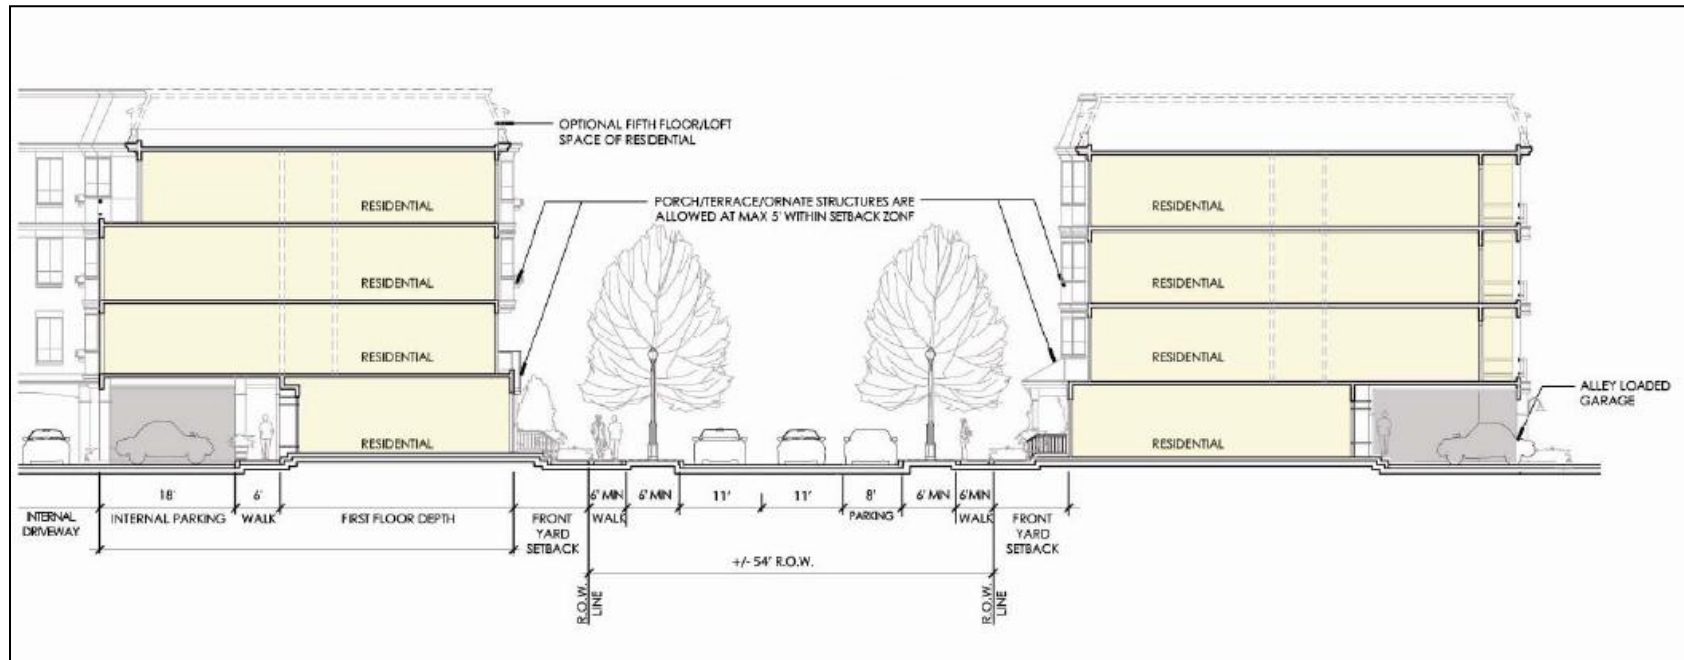 OPTIONAL FIFTH FLOOR/LOFT
SPACE OF RESIDENTIAL
PORCH/TERRACE/ORNATE STRUCTURES ARE
ALLOWED AT MAX 5' WITHIN SETBACK ZONE
RESIDENTIAL
RESIDENTIAL
RESIDENTIAL
RESIDENTIAL
RESIDENTIAL
RESIDENTIAL
RESIDENTIAL
RESIDENTIAL
ALLEY LOADED
GARAGE
18'
6'
6' MIN
6' MIN
11'
11'
8'
6' MIN
6' MIN
INTERNAL
DRIVEWAY
INTERNAL PARKING
WALK
FIRST FLOOR DEPTH
FRONT
YARD
SETBACK
WALK
PARKING
WALK
FRONT
YARD
SETBACK
+/- 54' R.O.W.
R.O.W.
LINE
R.O.W.
LINE